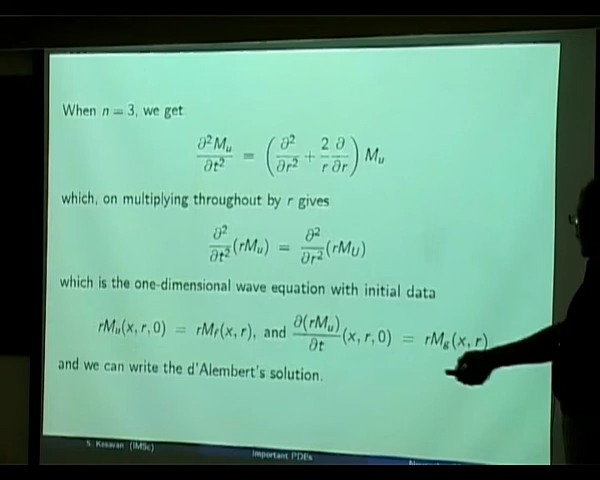 When n = 3, we get
∂²M_u/∂t² = (∂²/∂r² + 2/r ∂/∂r) M_u
which, on multiplying throughout by r gives
∂²/∂t² (rM_u) = ∂²/∂r² (rM_U)
which is the one-dimensional wave equation with initial data
rM_u(x, r, 0) = rM_f(x, r), and ∂(rM_u)/∂t (x, r, 0) = rM_g(x, r)
and we can write the d'Alembert's solution.
S. Kesavan (IMSc)
Important PDEs